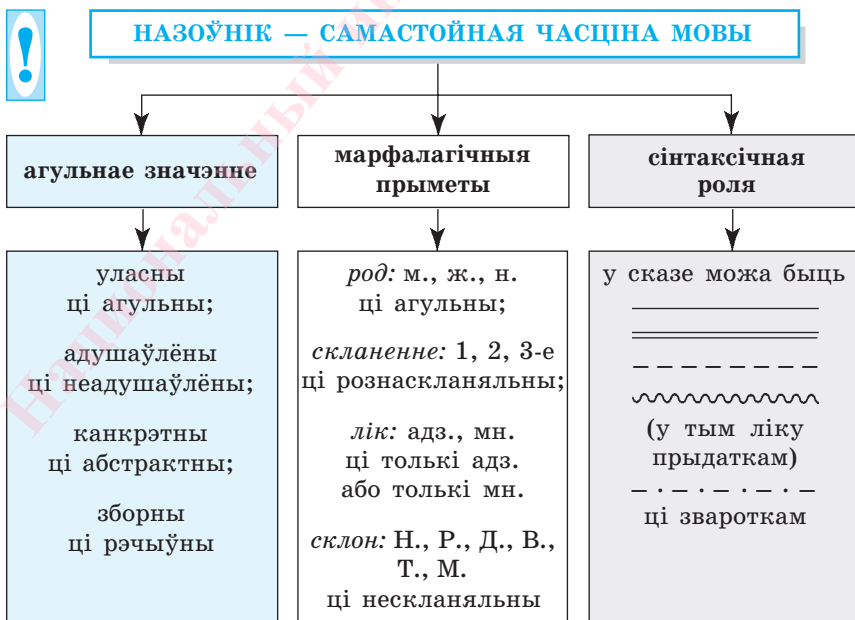 НАЗОЎНІК — САМАСТОЙНАЯ ЧАСЦІНА МОВЫ
агульнае значэнне
уласны
ці агульны;
адушаўлёны
ці неадушаўлёны;
канкрэтны
ці абстрактны;
зборны
ці рэчыўны
марфалагічныя
прыметы
род: м., ж., н.
ці агульны;
скланенне: 1, 2, 3-е
ці рознаскланяльны;
лік: адз., мн.
ці толькі адз.
або толькі мн.
склон: Н., Р., Д., В.,
Т., М.
ці нескланяльны
сінтаксічная
роля
у сказе можа быць
(у тым ліку
прыдаткам)
ці звароткам
Национальный